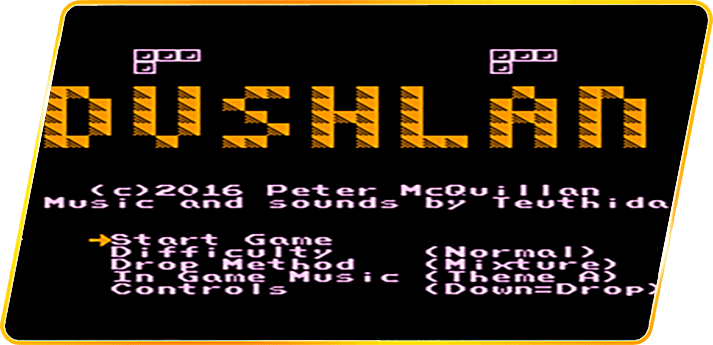 DUSHLAN
(c)2016 Peter McQuillan
Music and sounds by Teuthida
Start Game
Difficulty (Normal)
Drop Method (Mixture)
In Game Music (Theme A)
Controls (Down=Drop)